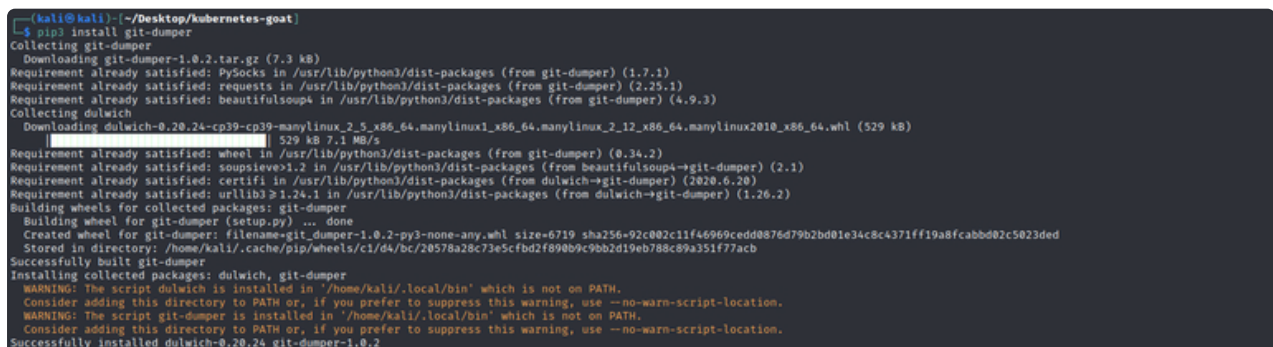 ┌──(kali㉿kali)-[~/Desktop/kubernetes-goat]
└─$ pip3 install git-dumper
Collecting git-dumper
  Downloading git-dumper-1.0.2.tar.gz (7.3 kB)
Requirement already satisfied: PySocks in /usr/lib/python3/dist-packages (from git-dumper) (1.7.1)
Requirement already satisfied: requests in /usr/lib/python3/dist-packages (from git-dumper) (2.25.1)
Requirement already satisfied: beautifulsoup4 in /usr/lib/python3/dist-packages (from git-dumper) (4.9.3)
Collecting dulwich
  Downloading dulwich-0.20.24-cp39-cp39-manylinux_2_5_x86_64.manylinux1_x86_64.manylinux_2_12_x86_64.manylinux2010_x86_64.whl (529 kB)
     |████████████████████████████████| 529 kB 7.1 MB/s
Requirement already satisfied: wheel in /usr/lib/python3/dist-packages (from git-dumper) (0.34.2)
Requirement already satisfied: soupsieve>1.2 in /usr/lib/python3/dist-packages (from beautifulsoup4→git-dumper) (2.1)
Requirement already satisfied: certifi in /usr/lib/python3/dist-packages (from dulwich→git-dumper) (2020.6.20)
Requirement already satisfied: urllib3≥1.24.1 in /usr/lib/python3/dist-packages (from dulwich→git-dumper) (1.26.2)
Building wheels for collected packages: git-dumper
  Building wheel for git-dumper (setup.py) ... done
  Created wheel for git-dumper: filename=git_dumper-1.0.2-py3-none-any.whl size=6719 sha256=92c002c11f46969cedd0876d79b2bd01e34c8c4371ff19a8fcabbd02c5023ded
  Stored in directory: /home/kali/.cache/pip/wheels/c1/d4/bc/20578a28c73e5cfbd2f890b9c9bb2d19eb788c89a351f77acb
Successfully built git-dumper
Installing collected packages: dulwich, git-dumper
  WARNING: The script dulwich is installed in '/home/kali/.local/bin' which is not on PATH.
  Consider adding this directory to PATH or, if you prefer to suppress this warning, use --no-warn-script-location.
  WARNING: The script git-dumper is installed in '/home/kali/.local/bin' which is not on PATH.
  Consider adding this directory to PATH or, if you prefer to suppress this warning, use --no-warn-script-location.
Successfully installed dulwich-0.20.24 git-dumper-1.0.2